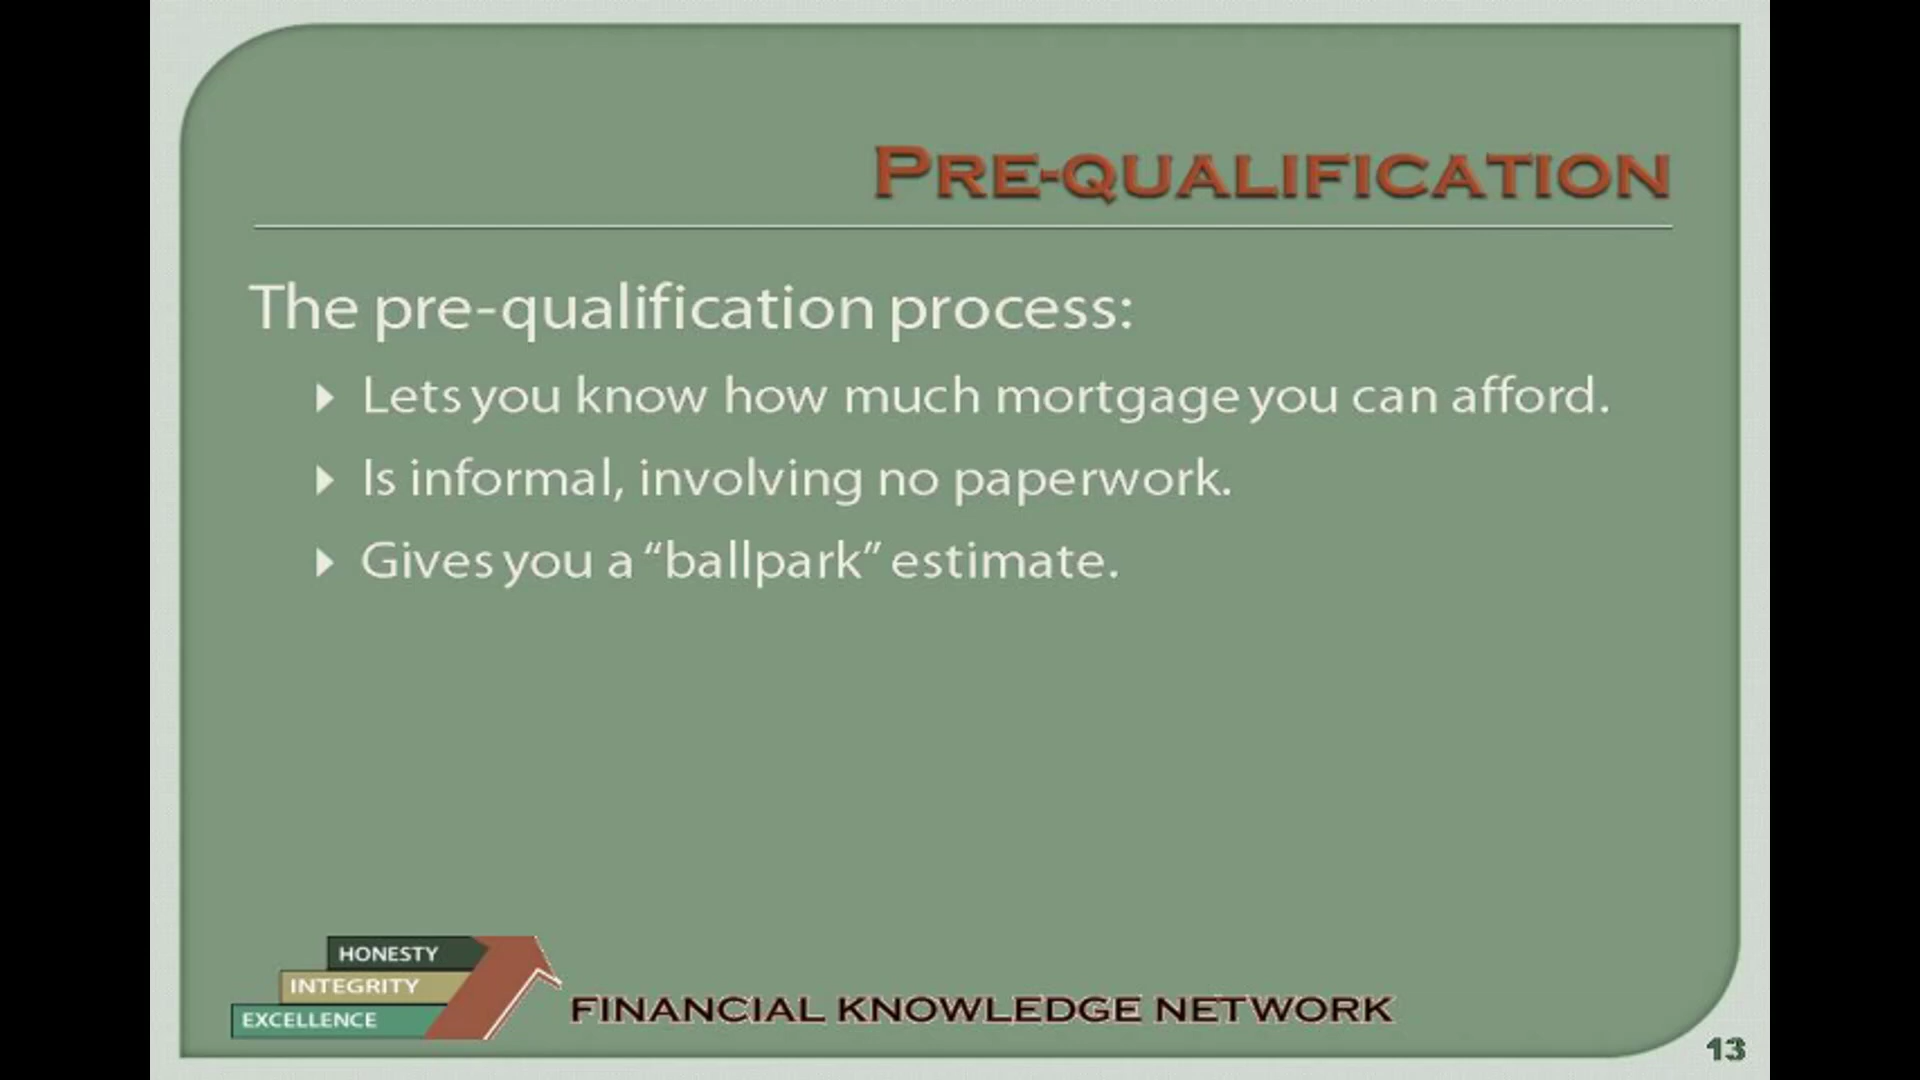 PRE-QUALIFICATION
The pre-qualification process:
Lets you know how much mortgage you can afford.
Is informal, involving no paperwork.
Gives you a “ballpark” estimate.
HONESTY
INTEGRITY
EXCELLENCE
FINANCIAL KNOWLEDGE NETWORK
13